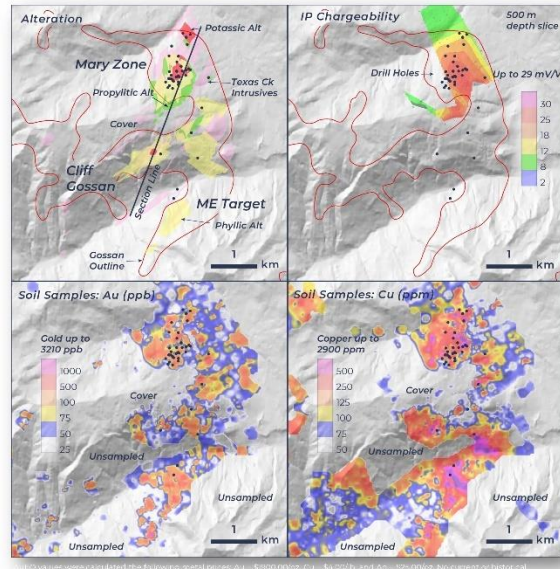 Alteration
Potassic Alt
Mary Zone
Texas Ck
Intrusives
Propylitic Alt
Cover
Cliff
Gossan
Section Line
ME Target
Phyllic Alt
Gossan
Outline
1
km
IP Chargeability
500 m
depth slice
Drill Holes
Up to 29 mV/V
30
25
18
12
8
2
1
km
Soil Samples: Au (ppb)
Gold up to
3210 ppb
1000
500
100
75
50
25
Cover
Unsampled
Unsampled
Unsampled
1
km
Soil Samples: Cu (ppm)
Copper up to
2900 ppm
500
250
125
100
75
50
Cover
Unsampled
Unsampled
Unsampled
1
km